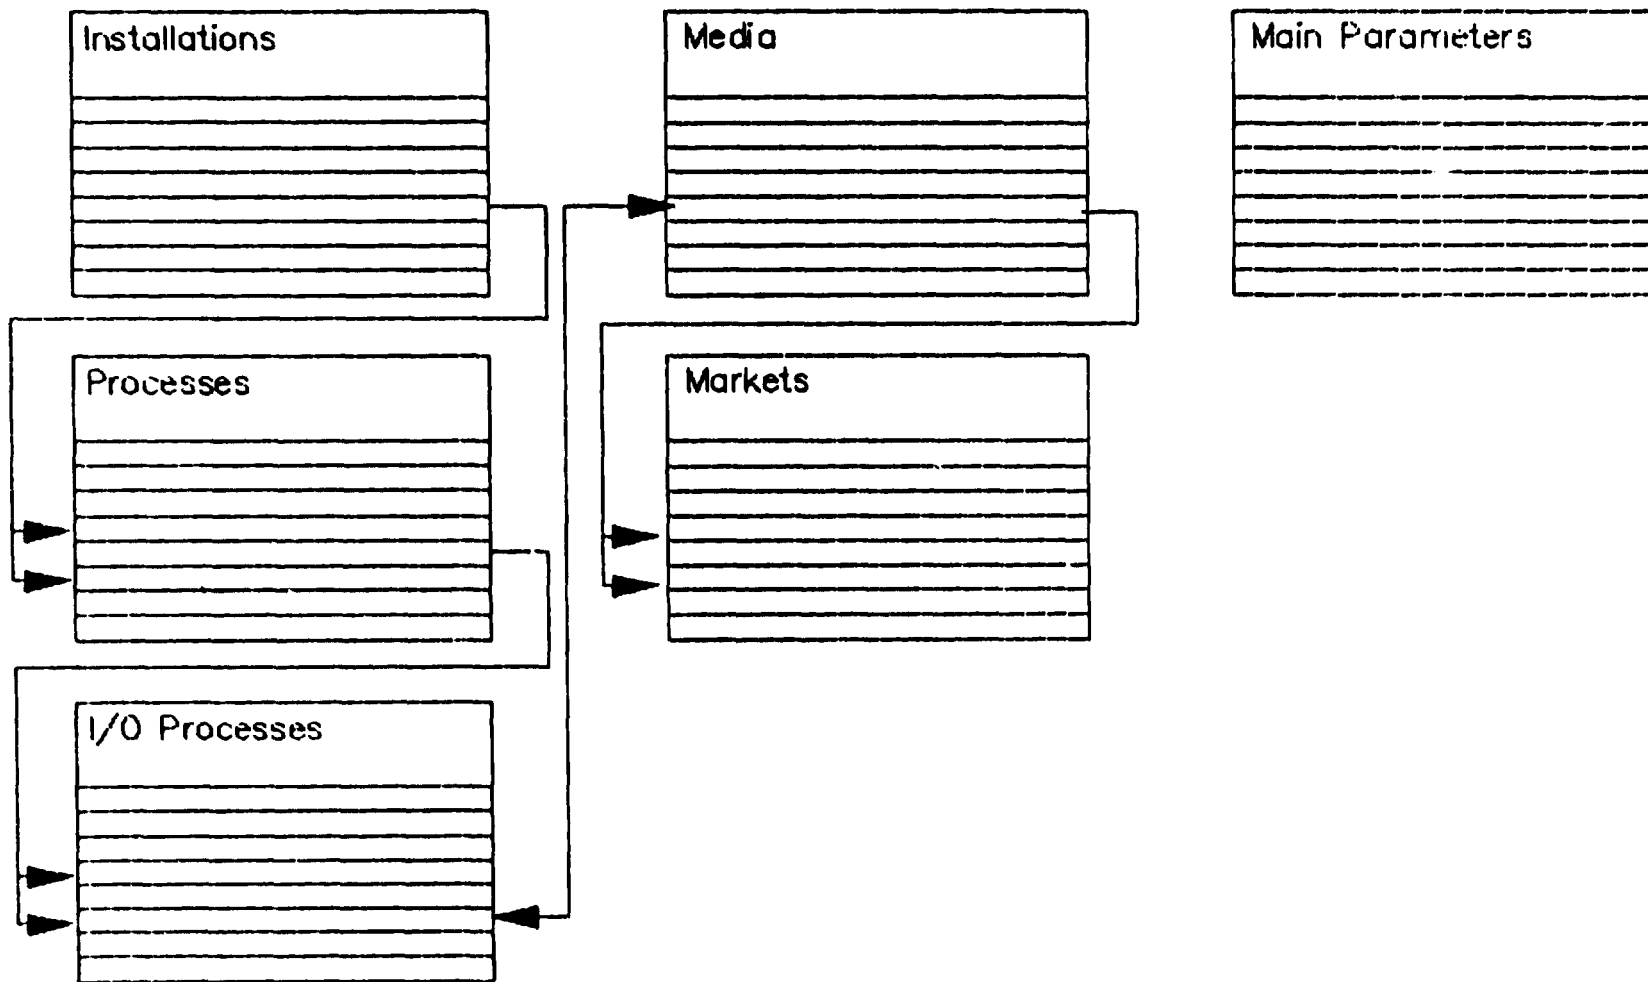 Installations
Media
Main Parameters
Processes
Markets
I/O Processes